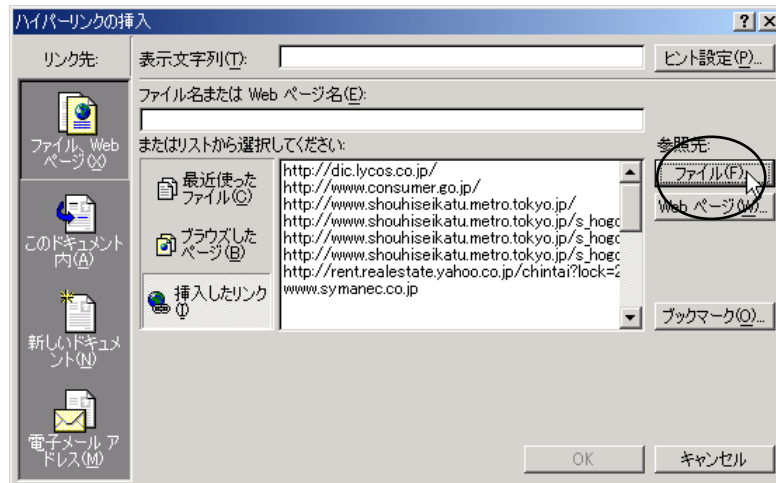 ハイパーリンクの挿入
リンク先:
表示文字列(T):
ヒント設定(P)...
ファイル名または Web ページ名(E):
ファイル、Web
ページ(X)
またはリストから選択してください:
参照先:
最近使った
ファイル(C)
ブラウズした
ページ(B)
挿入したリンク
(I)
http://dic.lycos.co.jp/
http://www.consumer.go.jp/
http://www.shouhiseikatu.metro.tokyo.jp/
http://www.shouhiseikatu.metro.tokyo.jp/s_hogo
http://www.shouhiseikatu.metro.tokyo.jp/s_hogo
http://www.shouhiseikatu.metro.tokyo.jp/s_hogo
http://rent.realestate.yahoo.co.jp/chintai?lock=2
www.symanec.co.jp
ファイル(F)
Web ページ(W)...
ブックマーク(O)...
このドキュメント
内(A)
新しいドキュメ
ント(N)
電子メール ア
ドレス(M)
OK
キャンセル